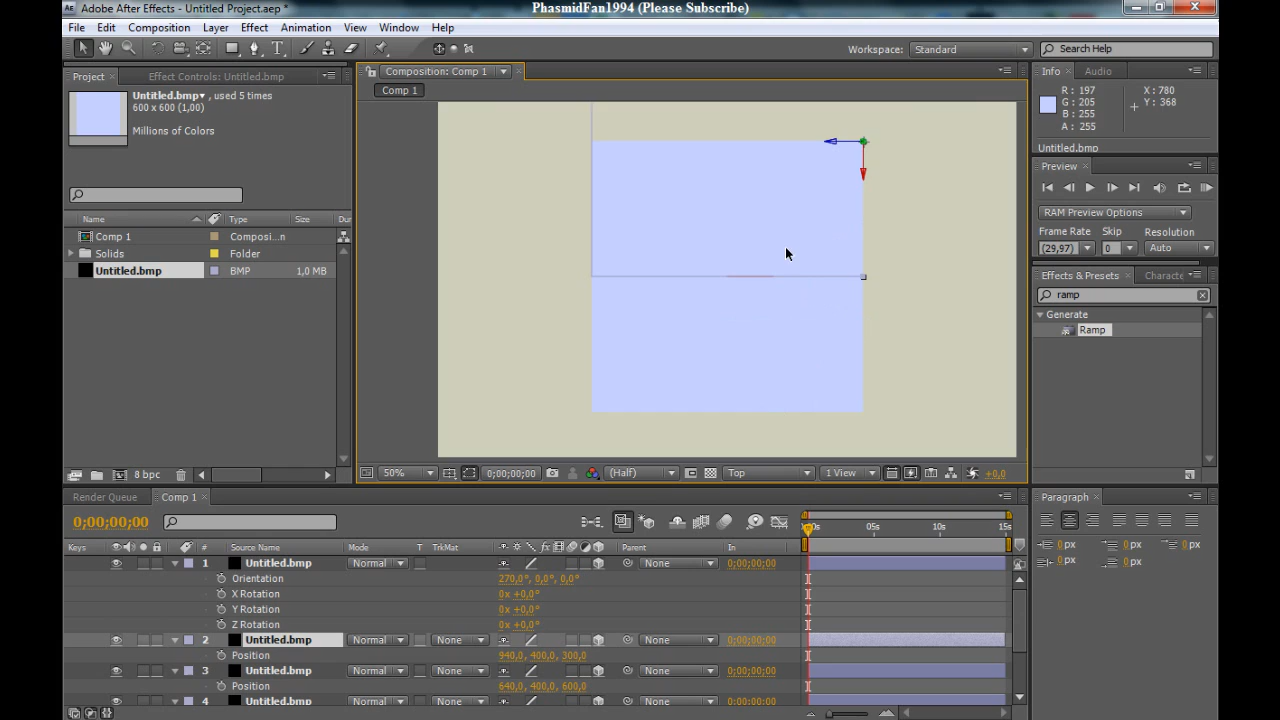 PhasmidFan1994 (Please Subscribe)
Adobe After Effects - Untitled Project.aep *
File Edit Composition Layer Effect Animation View Window Help
Workspace: Standard
Search Help
Project
Effect Controls: Untitled.bmp
Untitled.bmp▾, used 5 times
600 x 600 (1,00)
Millions of Colors
Name Type Size Dur
Comp 1 Composi...n
Solids Folder
Untitled.bmp BMP 1,0 MB
8 bpc
Composition: Comp 1
Comp 1
50% 0;00;00;00 (Half) Top 1 View +0,0
Info Audio
R : 197
G : 205
B : 255
A : 255
X : 780
Y : 368
Untitled.bmp
Preview
RAM Preview Options
Frame Rate Skip Resolution
(29,97) 0 Auto
Effects & Presets Characte
ramp
Generate
Ramp
Render Queue Comp 1
0;00;00;00
00s 05s 10s 15s
Keys # Source Name Mode T TrkMat Parent In
1 Untitled.bmp Normal None 0;00;00;00
Orientation 270,0°, 0,0°, 0,0°
X Rotation 0x +0,0°
Y Rotation 0x +0,0°
Z Rotation 0x +0,0°
2 Untitled.bmp Normal None None 0;00;00;00
Position 940,0, 400,0, 300,0
3 Untitled.bmp Normal None None 0;00;00;00
Position 640,0, 400,0, 600,0
4 Untitled.bmp Normal None None 0;00;00;00
Paragraph
0 px 0 px 0 px
0 px 0 px